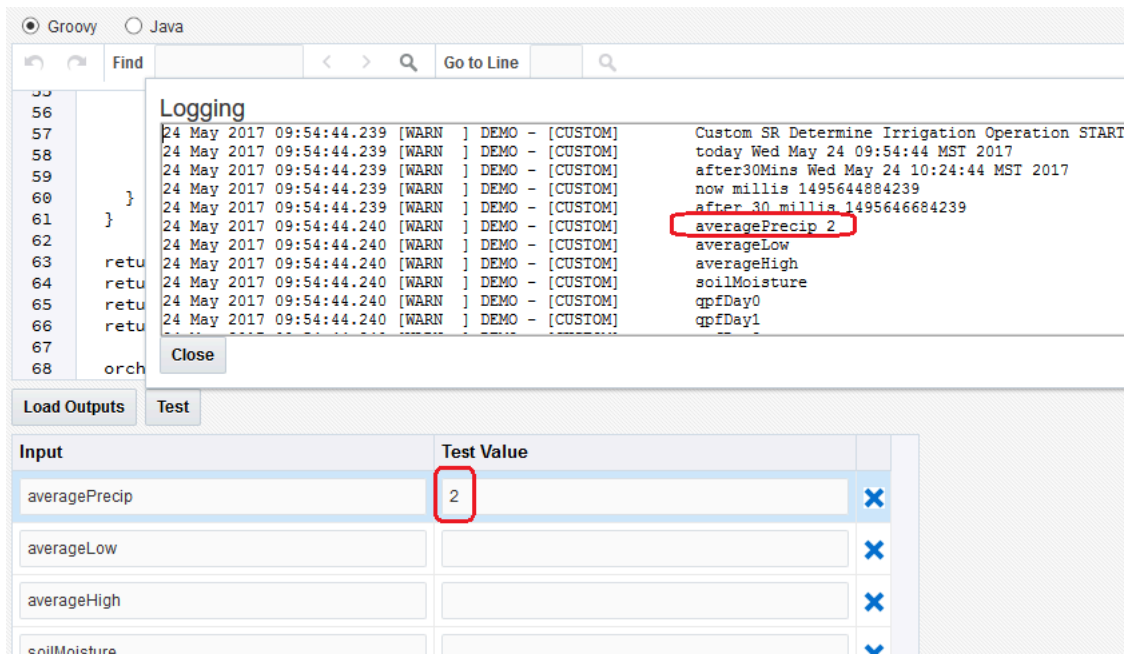 Groovy Java
Find Go to Line
55
56
57
58
59
60 }
61 }
62
63 retu
64 retu
65 retu
66 retu
67
68 orch
Logging
24 May 2017 09:54:44.239 [WARN ] DEMO - [CUSTOM] Custom SR Determine Irrigation Operation START
24 May 2017 09:54:44.239 [WARN ] DEMO - [CUSTOM] today Wed May 24 09:54:44 MST 2017
24 May 2017 09:54:44.239 [WARN ] DEMO - [CUSTOM] after30Mins Wed May 24 10:24:44 MST 2017
24 May 2017 09:54:44.239 [WARN ] DEMO - [CUSTOM] now millis 1495644884239
24 May 2017 09:54:44.239 [WARN ] DEMO - [CUSTOM] after 30 millis 1495646684239
24 May 2017 09:54:44.240 [WARN ] DEMO - [CUSTOM] averagePrecip 2
24 May 2017 09:54:44.240 [WARN ] DEMO - [CUSTOM] averageLow
24 May 2017 09:54:44.240 [WARN ] DEMO - [CUSTOM] averageHigh
24 May 2017 09:54:44.240 [WARN ] DEMO - [CUSTOM] soilMoisture
24 May 2017 09:54:44.240 [WARN ] DEMO - [CUSTOM] qpfDay0
24 May 2017 09:54:44.240 [WARN ] DEMO - [CUSTOM] qpfDay1
Close
Load Outputs Test
Input Test Value
averagePrecip 2
averageLow
averageHigh
soilMoisture